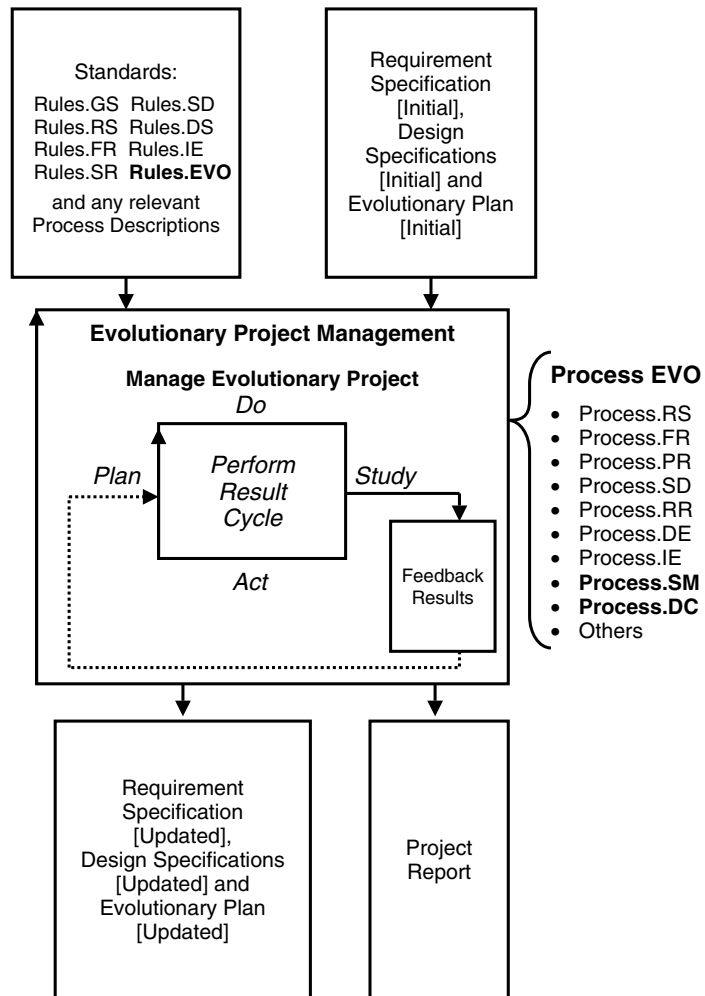 Standards:
Rules.GS Rules.SD
Rules.RS Rules.DS
Rules.FR Rules.IE
Rules.SR Rules.EVO
and any relevant
Process Descriptions
Requirement
Specification
[Initial],
Design
Specifications
[Initial] and
Evolutionary Plan
[Initial]
Evolutionary Project Management
Manage Evolutionary Project
Do
Plan
Perform
Result
Cycle
Study
Act
Feedback
Results
Process EVO
• Process.RS
• Process.FR
• Process.PR
• Process.SD
• Process.RR
• Process.DE
• Process.IE
• Process.SM
• Process.DC
• Others
Requirement
Specification
[Updated],
Design Specifications
[Updated] and
Evolutionary Plan
[Updated]
Project
Report